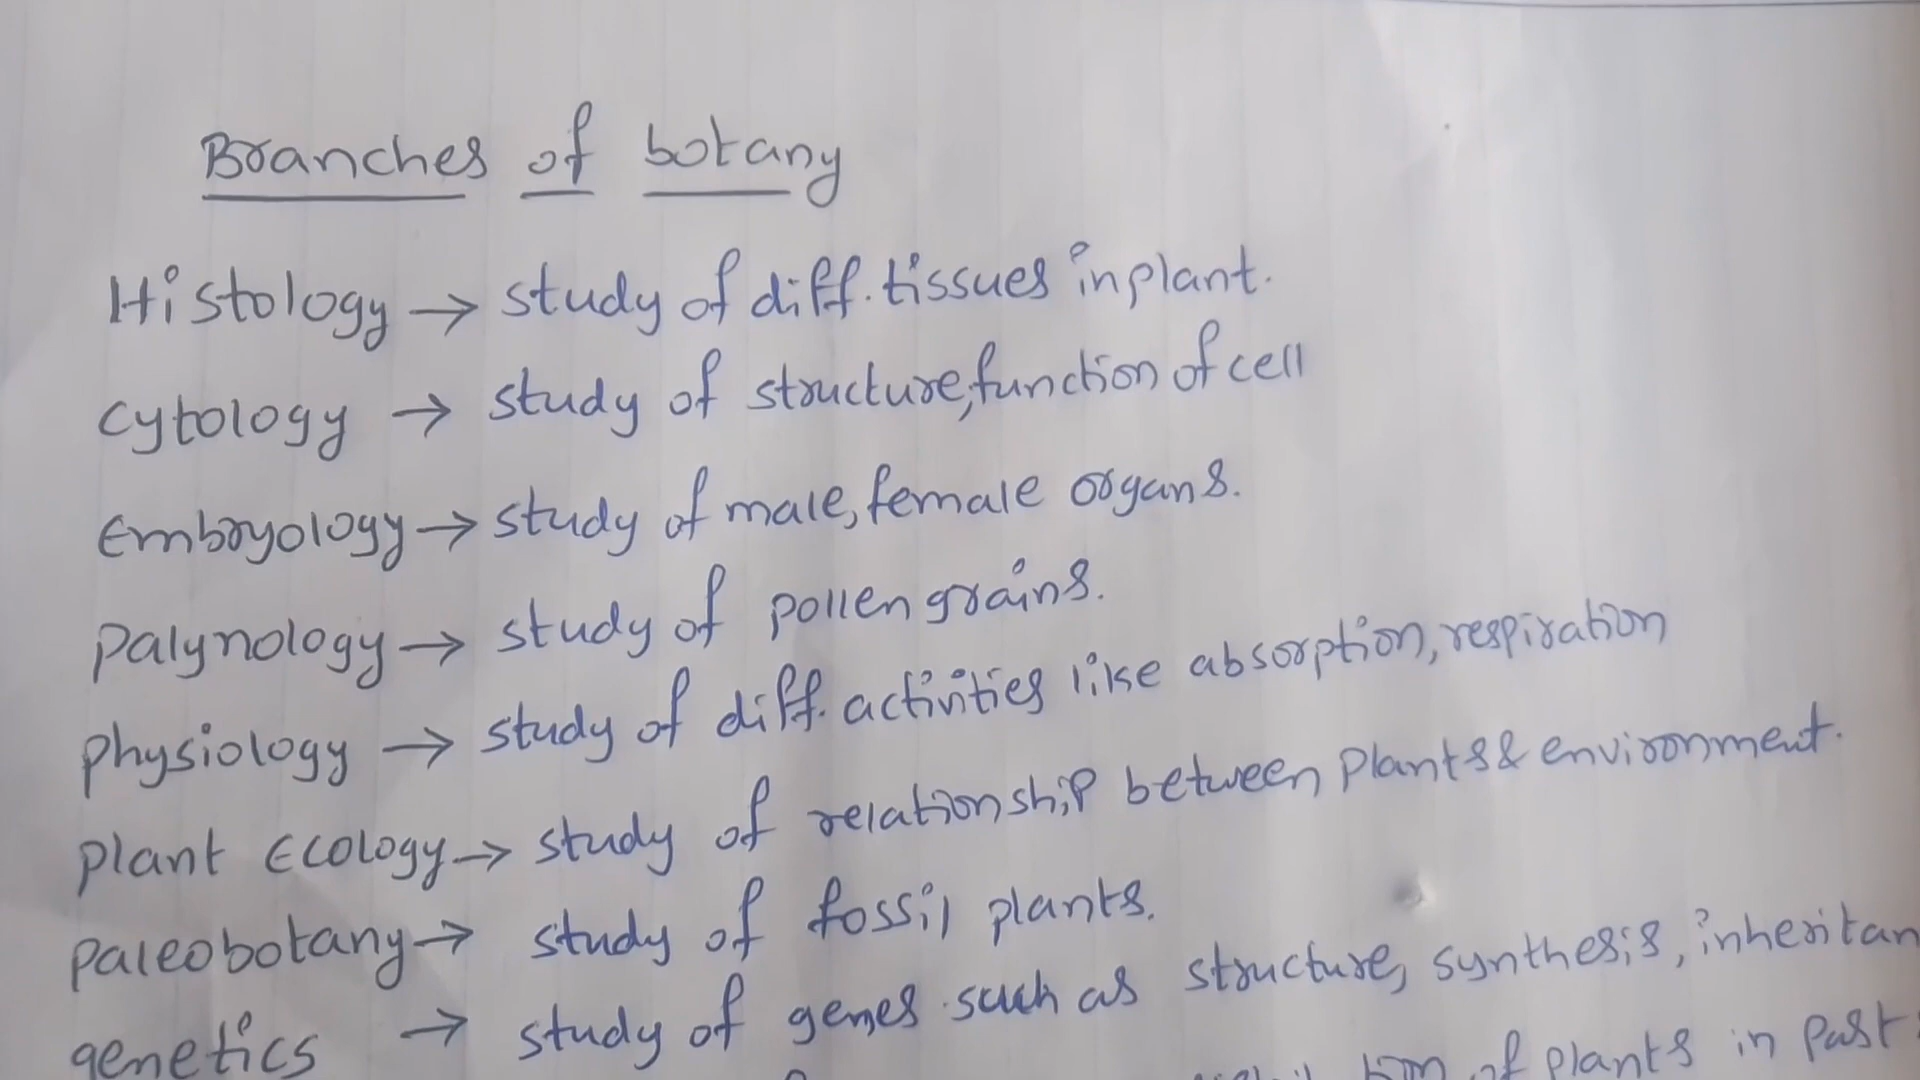 Branches of botany
Histology → study of diff. tissues in plant.
Cytology → study of structure, function of cell
Embryology → study of male, female organs.
Palynology → study of pollen grains.
physiology → study of diff. activities like absorption, respiration
plant Ecology → study of relationship between plants & environment.
paleobotany → study of fossil plants.
genetics → study of genes such as structure, synthesis, inheritan
of plants in past